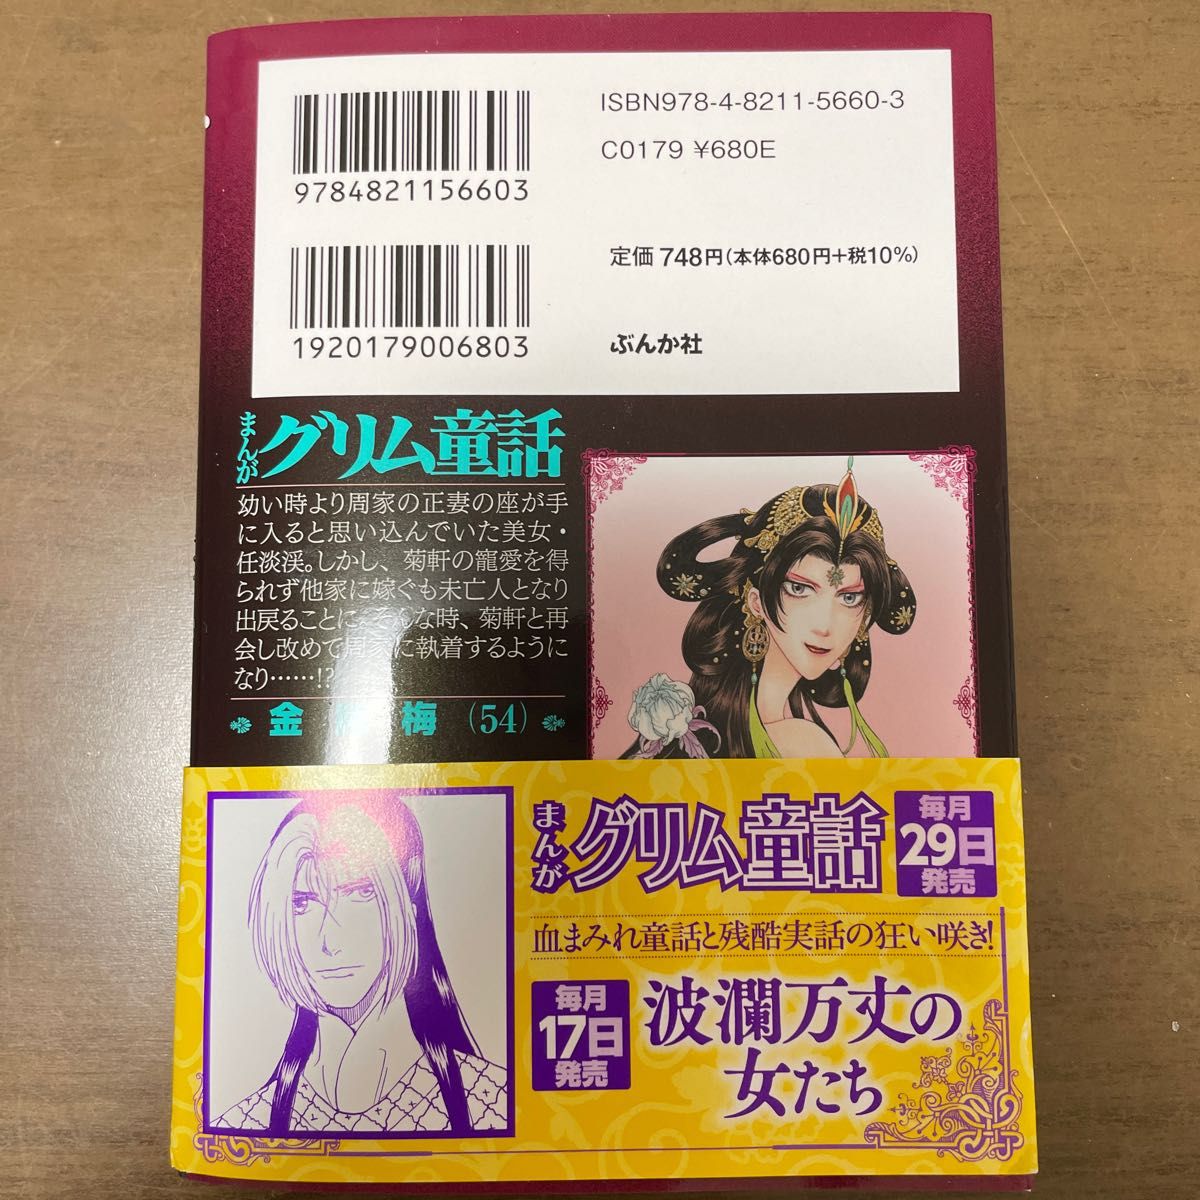 ISBN978-4-8211-5660-3
C0179 ¥680E
9784821156603
定価 748円(本体680円+税10%)
1920179006803
ぶんか社
まんがグリム童話
幼い時より周家の正妻の座が手
に入ると思い込んでいた美女・
任淡渓。しかし、菊軒の寵愛を得
られず他家に嫁ぐも未亡人となり
出戻ることに。そんな時、菊軒と再
会し改めて周家に執着するように
なり……!?
金 梅 (54)
まんがグリム童話
毎月
29日
発売
血まみれ童話と残酷実話の狂い咲き!
毎月
17日
発売
波瀾万丈の
女たち